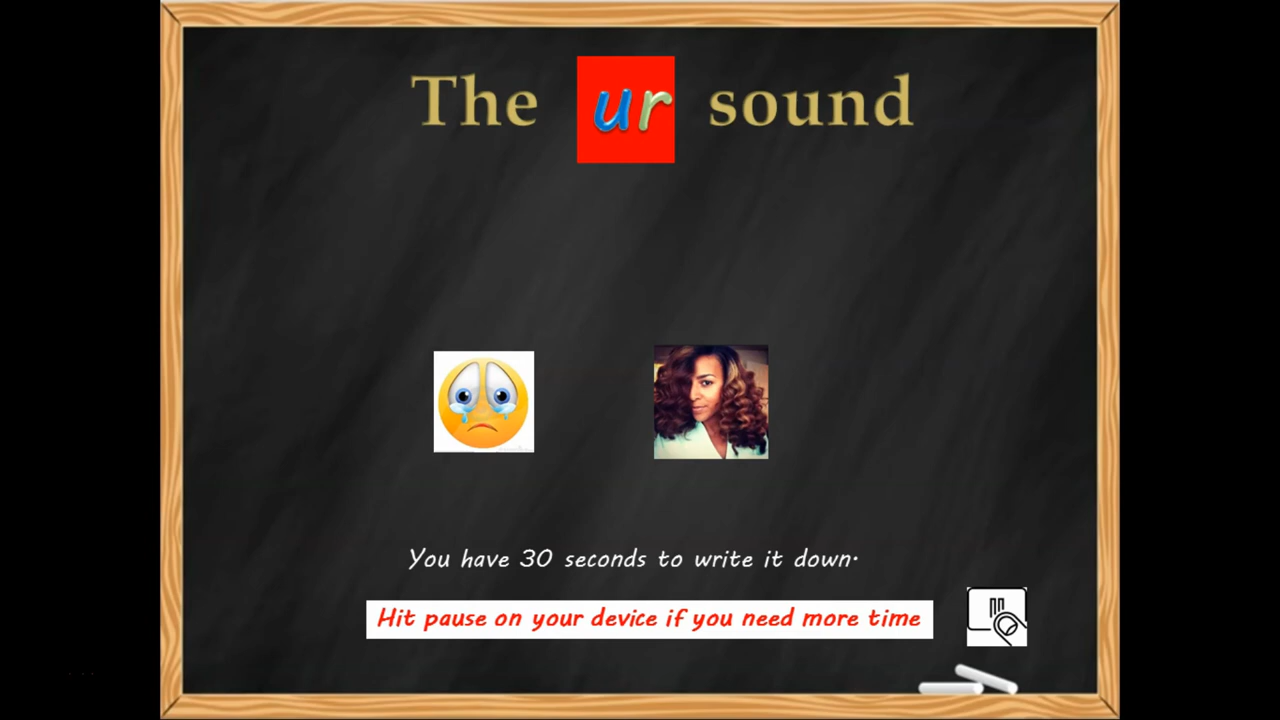 The ur sound
You have 30 seconds to write it down.
Hit pause on your device if you need more time